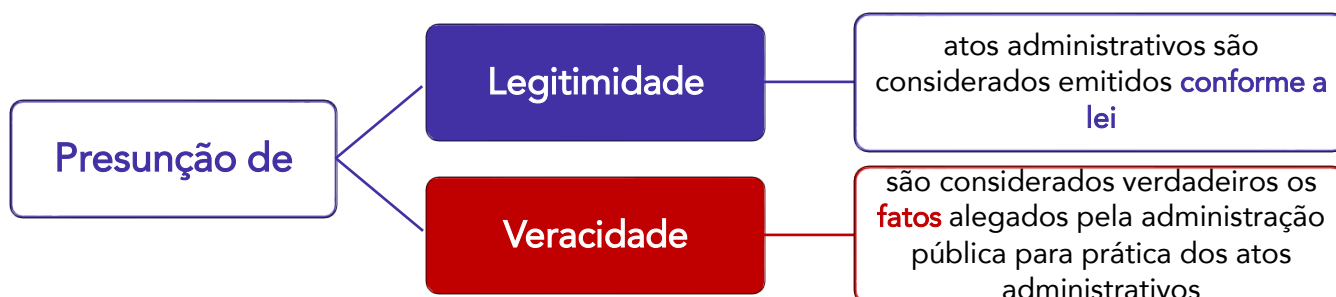 Presunção de
Legitimidade
atos administrativos são
considerados emitidos conforme a
lei
Veracidade
são considerados verdadeiros os
fatos alegados pela administração
pública para prática dos atos
administrativos